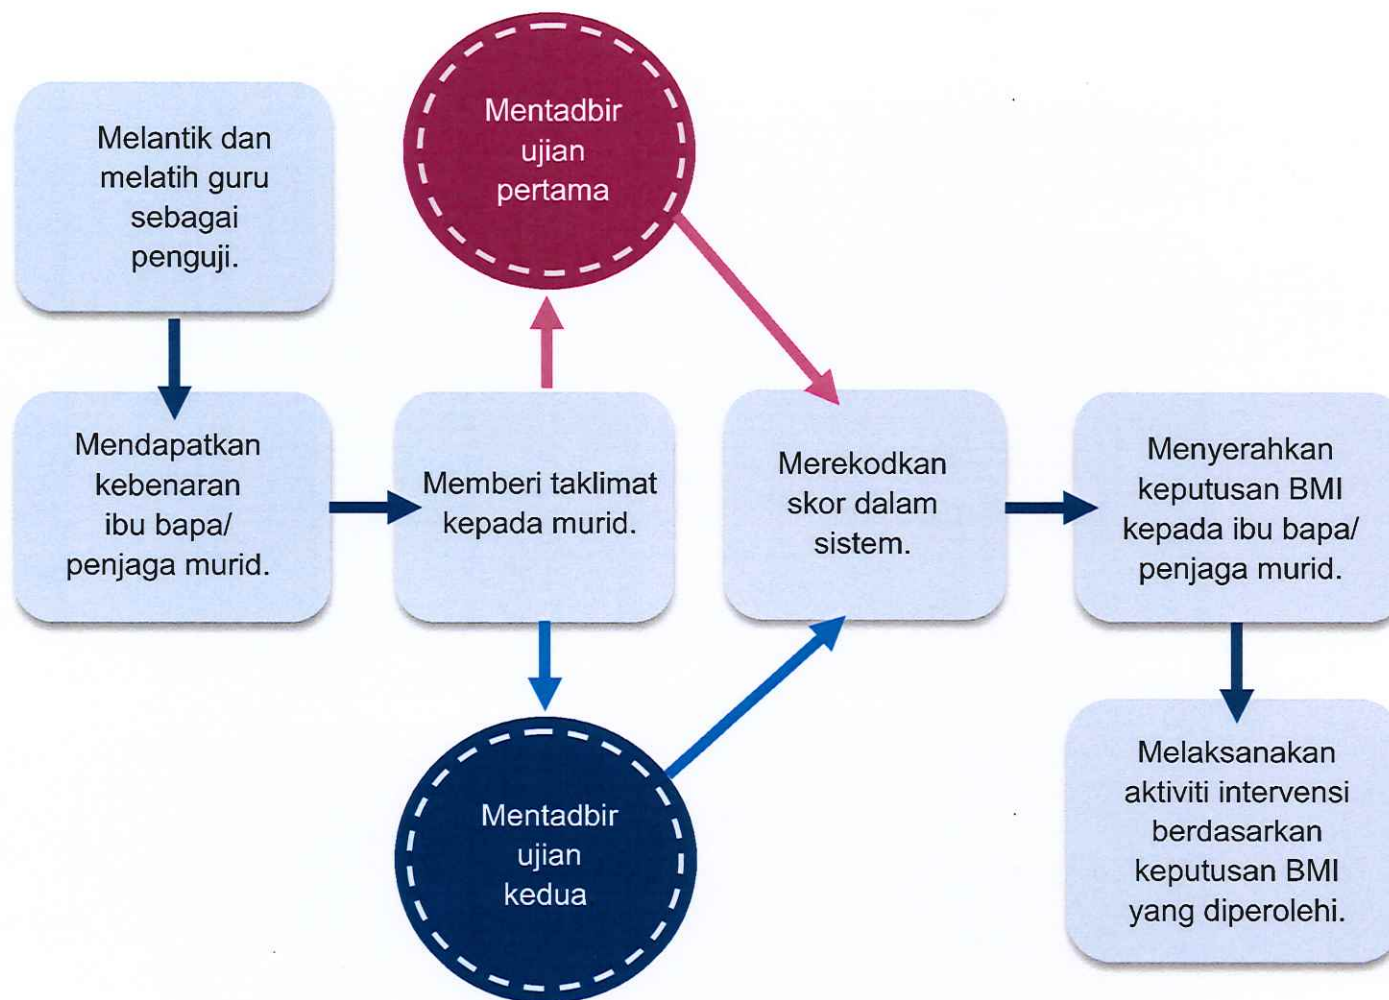 Melantik dan
melatih guru
sebagai
penguji.
Mendapatkan
kebenaran
ibu bapa/
penjaga murid.
Memberi taklimat
kepada murid.
Mentadbir
ujian
pertama
Mentadbir
ujian
kedua
Merekodkan
skor dalam
sistem.
Menyerahkan
keputusan BMI
kepada ibu bapa/
penjaga murid.
Melaksanakan
aktiviti intervensi
berdasarkan
keputusan BMI
yang diperolehi.